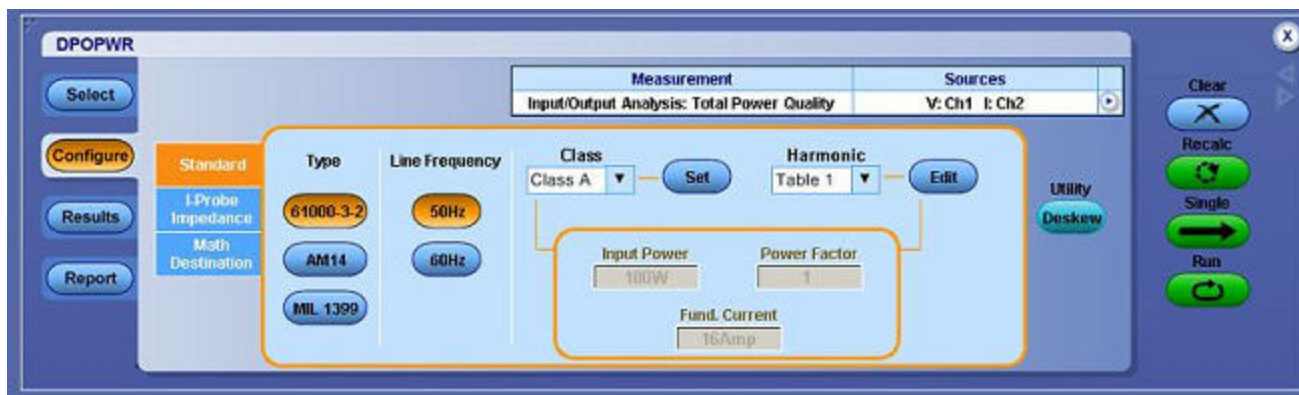 DPOPWR
Select
Configure
Results
Report
Measurement Sources
Input/Output Analysis: Total Power Quality V: Ch1 I: Ch2
Standard
I-Probe
Impedance
Math
Destination
Type
61000-3-2
AM14
MIL 1399
Line Frequency
50Hz
60Hz
Class
Class A
Set
Harmonic
Table 1
Edit
Input Power
100W
Power Factor
1
Fund. Current
16Amp
Utility
Deskew
X
Clear
Recalc
Single
Run